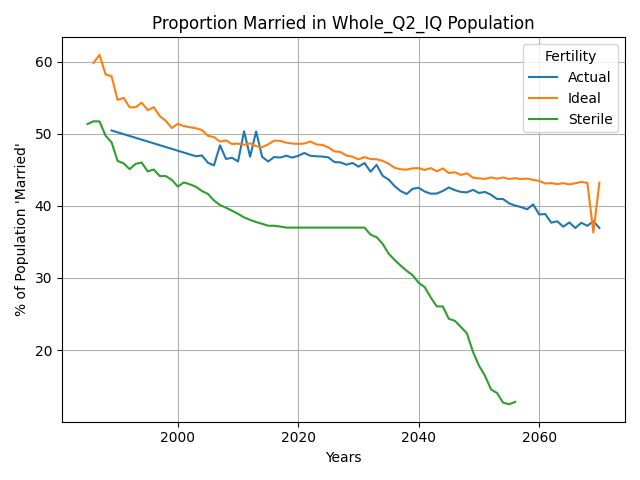 Proportion Married in Whole_Q2_IQ Population
% of Population 'Married'
60
50
40
30
20
Fertility
Actual
Ideal
Sterile
2000
2020
2040
2060
Years